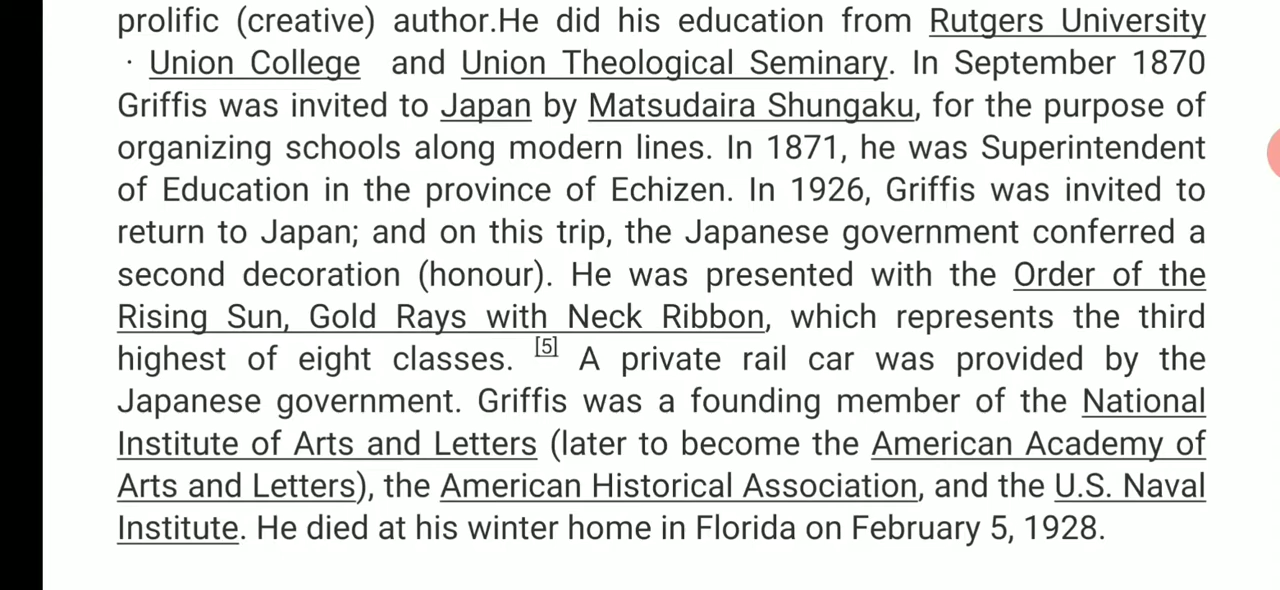 prolific (creative) author.He did his education from Rutgers University
· Union College and Union Theological Seminary. In September 1870
Griffis was invited to Japan by Matsudaira Shungaku, for the purpose of
organizing schools along modern lines. In 1871, he was Superintendent
of Education in the province of Echizen. In 1926, Griffis was invited to
return to Japan; and on this trip, the Japanese government conferred a
second decoration (honour). He was presented with the Order of the
Rising Sun, Gold Rays with Neck Ribbon, which represents the third
highest of eight classes. [5] A private rail car was provided by the
Japanese government. Griffis was a founding member of the National
Institute of Arts and Letters (later to become the American Academy of
Arts and Letters), the American Historical Association, and the U.S. Naval
Institute. He died at his winter home in Florida on February 5, 1928.